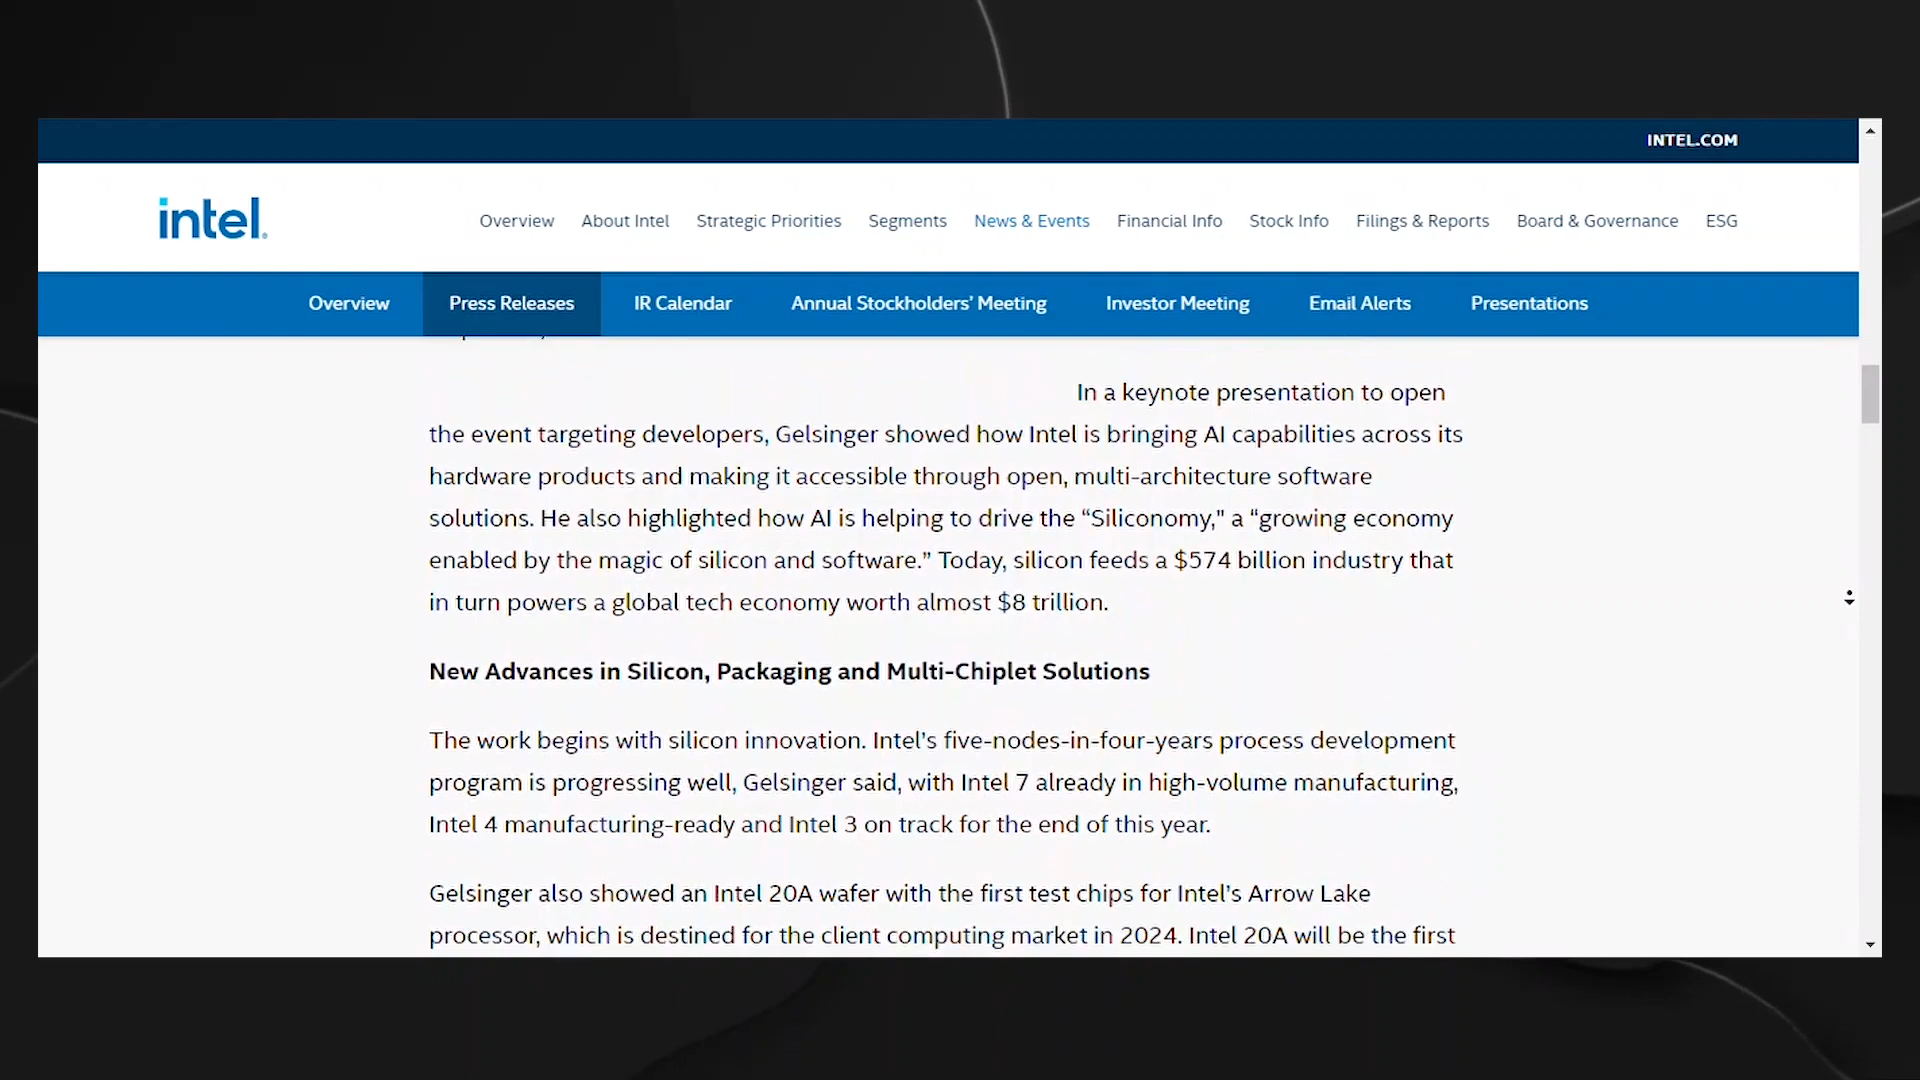 INTEL.COM
intel.
Overview About Intel Strategic Priorities Segments News & Events Financial Info Stock Info Filings & Reports Board & Governance ESG
Overview Press Releases IR Calendar Annual Stockholders' Meeting Investor Meeting Email Alerts Presentations
In a keynote presentation to open
the event targeting developers, Gelsinger showed how Intel is bringing AI capabilities across its
hardware products and making it accessible through open, multi-architecture software
solutions. He also highlighted how AI is helping to drive the “Siliconomy," a “growing economy
enabled by the magic of silicon and software.” Today, silicon feeds a $574 billion industry that
in turn powers a global tech economy worth almost $8 trillion.
New Advances in Silicon, Packaging and Multi-Chiplet Solutions
The work begins with silicon innovation. Intel’s five-nodes-in-four-years process development
program is progressing well, Gelsinger said, with Intel 7 already in high-volume manufacturing,
Intel 4 manufacturing-ready and Intel 3 on track for the end of this year.
Gelsinger also showed an Intel 20A wafer with the first test chips for Intel’s Arrow Lake
processor, which is destined for the client computing market in 2024. Intel 20A will be the first